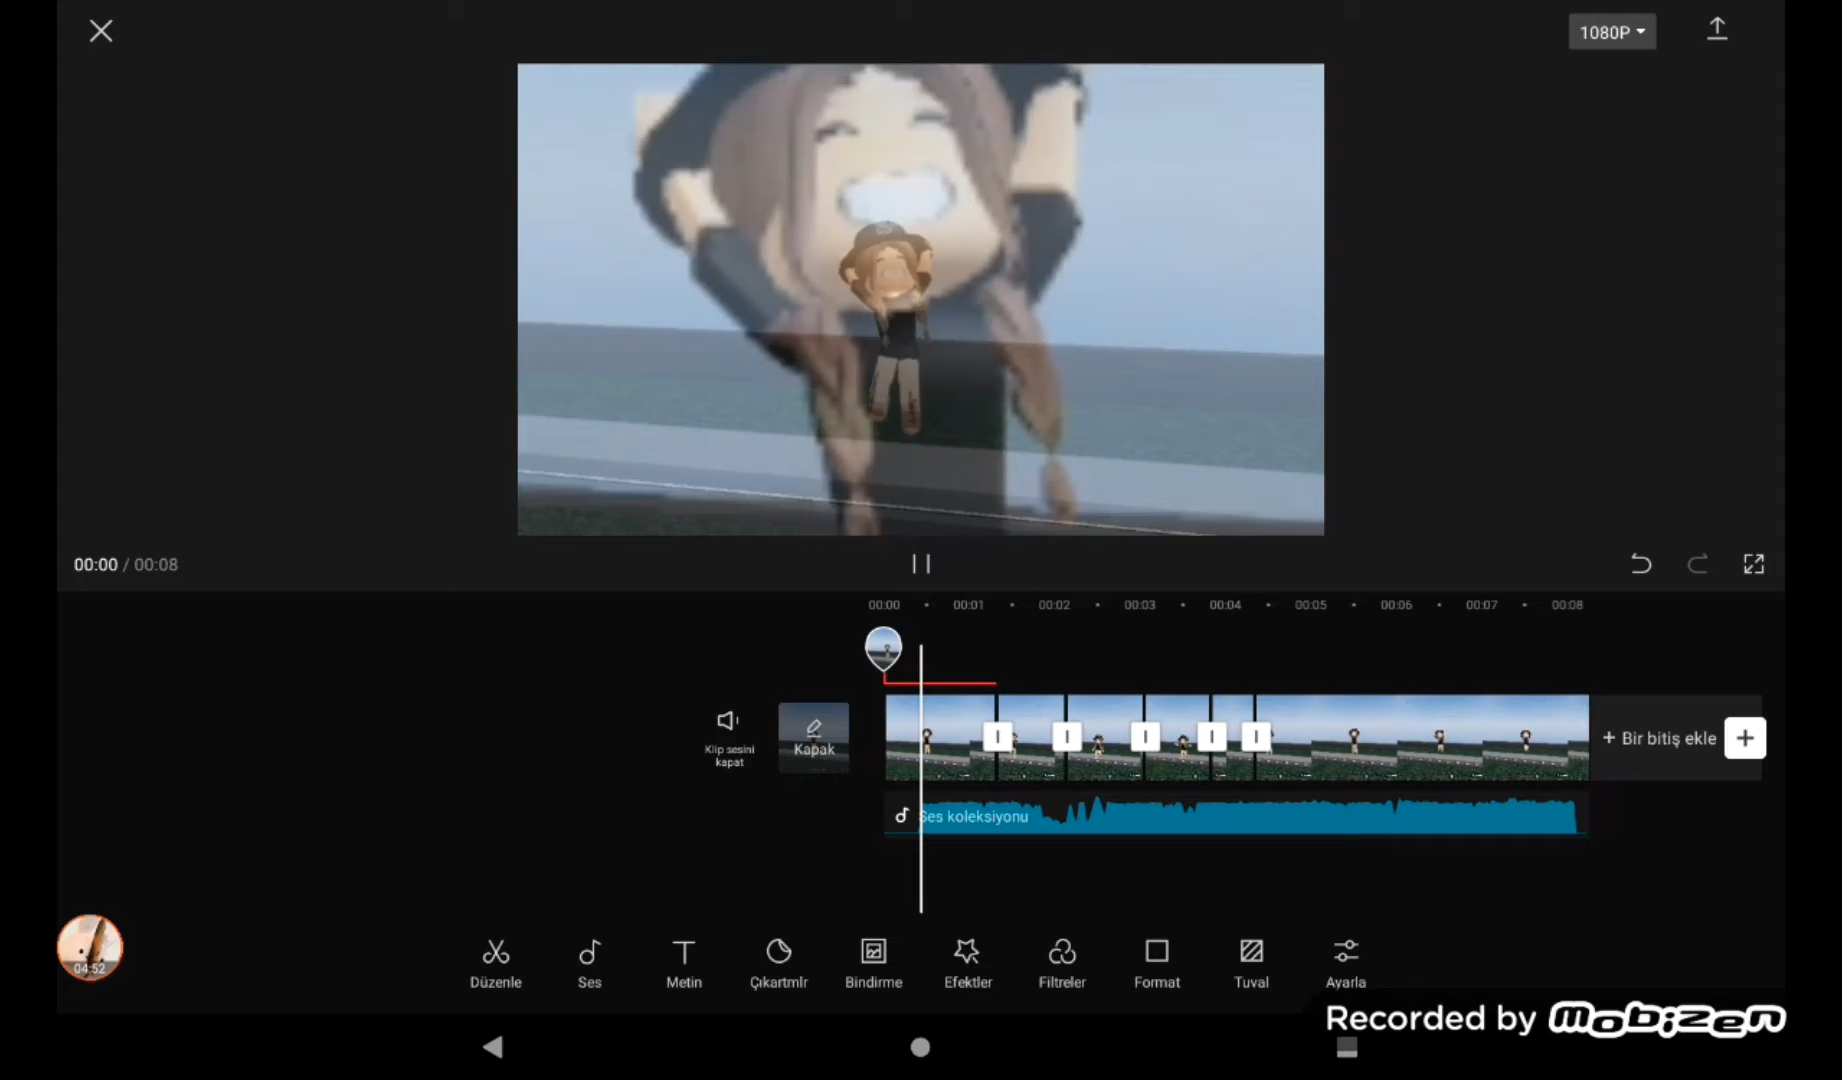 1080P
00:00 / 00:08
00:00 00:01 00:02 00:03 00:04 00:05 00:06 00:07 00:08
Klip sesini
kapat
Kapak
+ Bir bitiş ekle
Ses koleksiyonu
04:52
Düzenle Ses Metin Çıkartmlr Bindirme Efektler Filtreler Format Tuval Ayarla
Recorded by mobizen